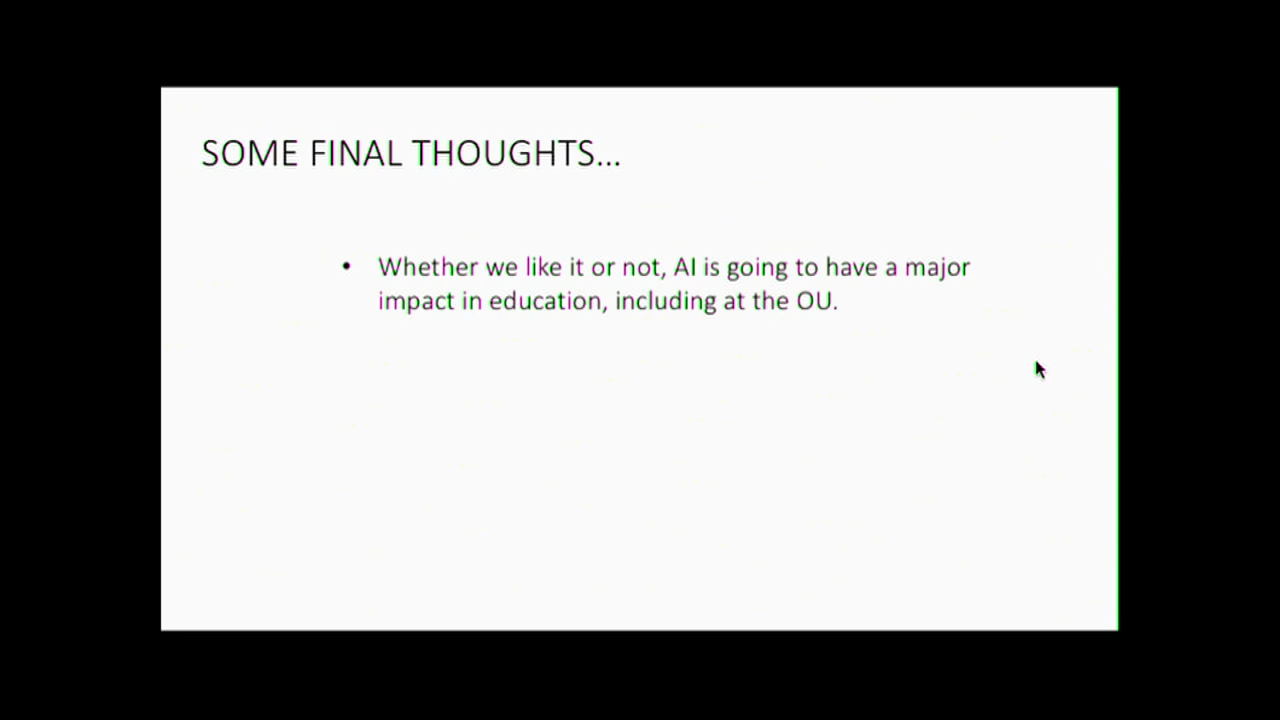 SOME FINAL THOUGHTS...
• Whether we like it or not, AI is going to have a major
impact in education, including at the OU.